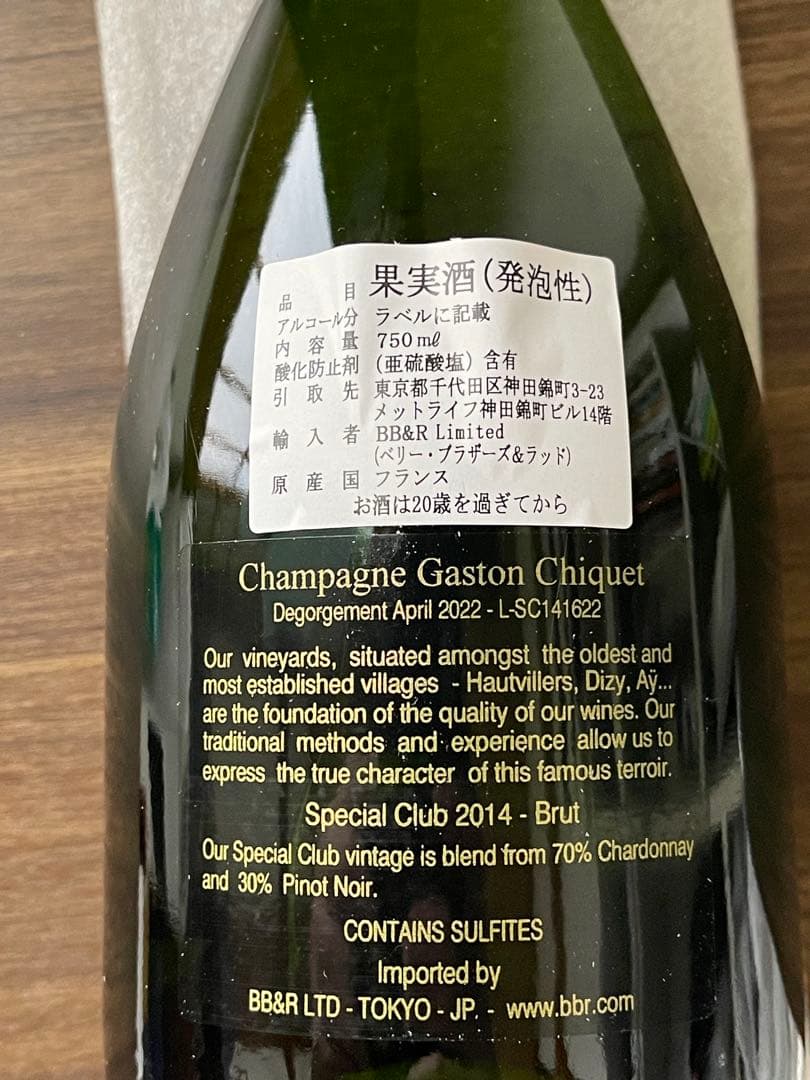 品目 果実酒(発泡性)
アルコール分 ラベルに記載
内容量 750mℓ
酸化防止剤 (亜硫酸塩)含有
引取先 東京都千代田区神田錦町3-23
メットライフ神田錦町ビル14階
輸入者 BB&R Limited
(ベリー・ブラザーズ&ラッド)
原産国 フランス
お酒は20歳を過ぎてから
Champagne Gaston Chiquet
Degorgement April 2022 - L-SC141622
Our vineyards, situated amongst the oldest and
most established villages - Hautvillers, Dizy, Aÿ...
are the foundation of the quality of our wines. Our
traditional methods and experience allow us to
express the true character of this famous terroir.
Special Club 2014 - Brut
Our Special Club vintage is blend from 70% Chardonnay
and 30% Pinot Noir.
CONTAINS SULFITES
Imported by
BB&R LTD - TOKYO - JP. - www.bbr.com